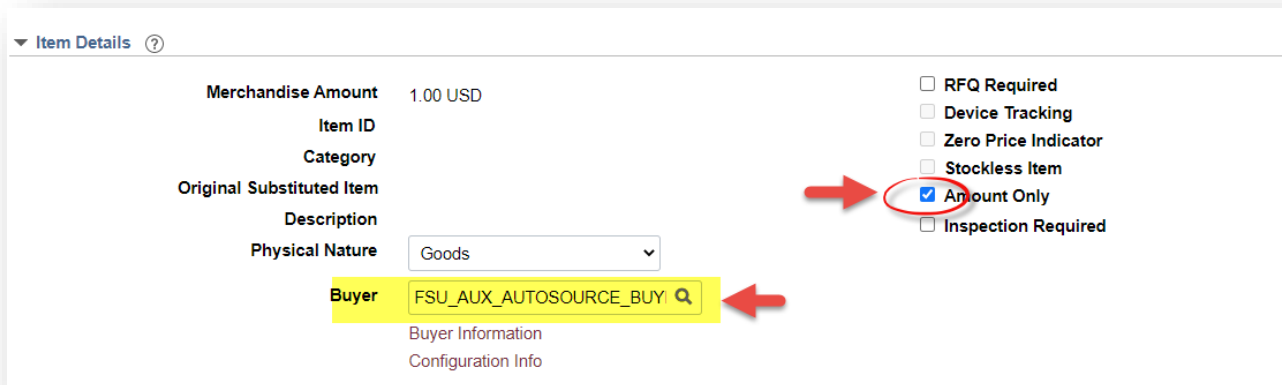 Item Details ?
Merchandise Amount 1.00 USD
Item ID
Category
Original Substituted Item
Description
Physical Nature Goods
Buyer FSU_AUX_AUTOSOURCE_BUY
Buyer Information
Configuration Info
RFQ Required
Device Tracking
Zero Price Indicator
Stockless Item
Amount Only
Inspection Required